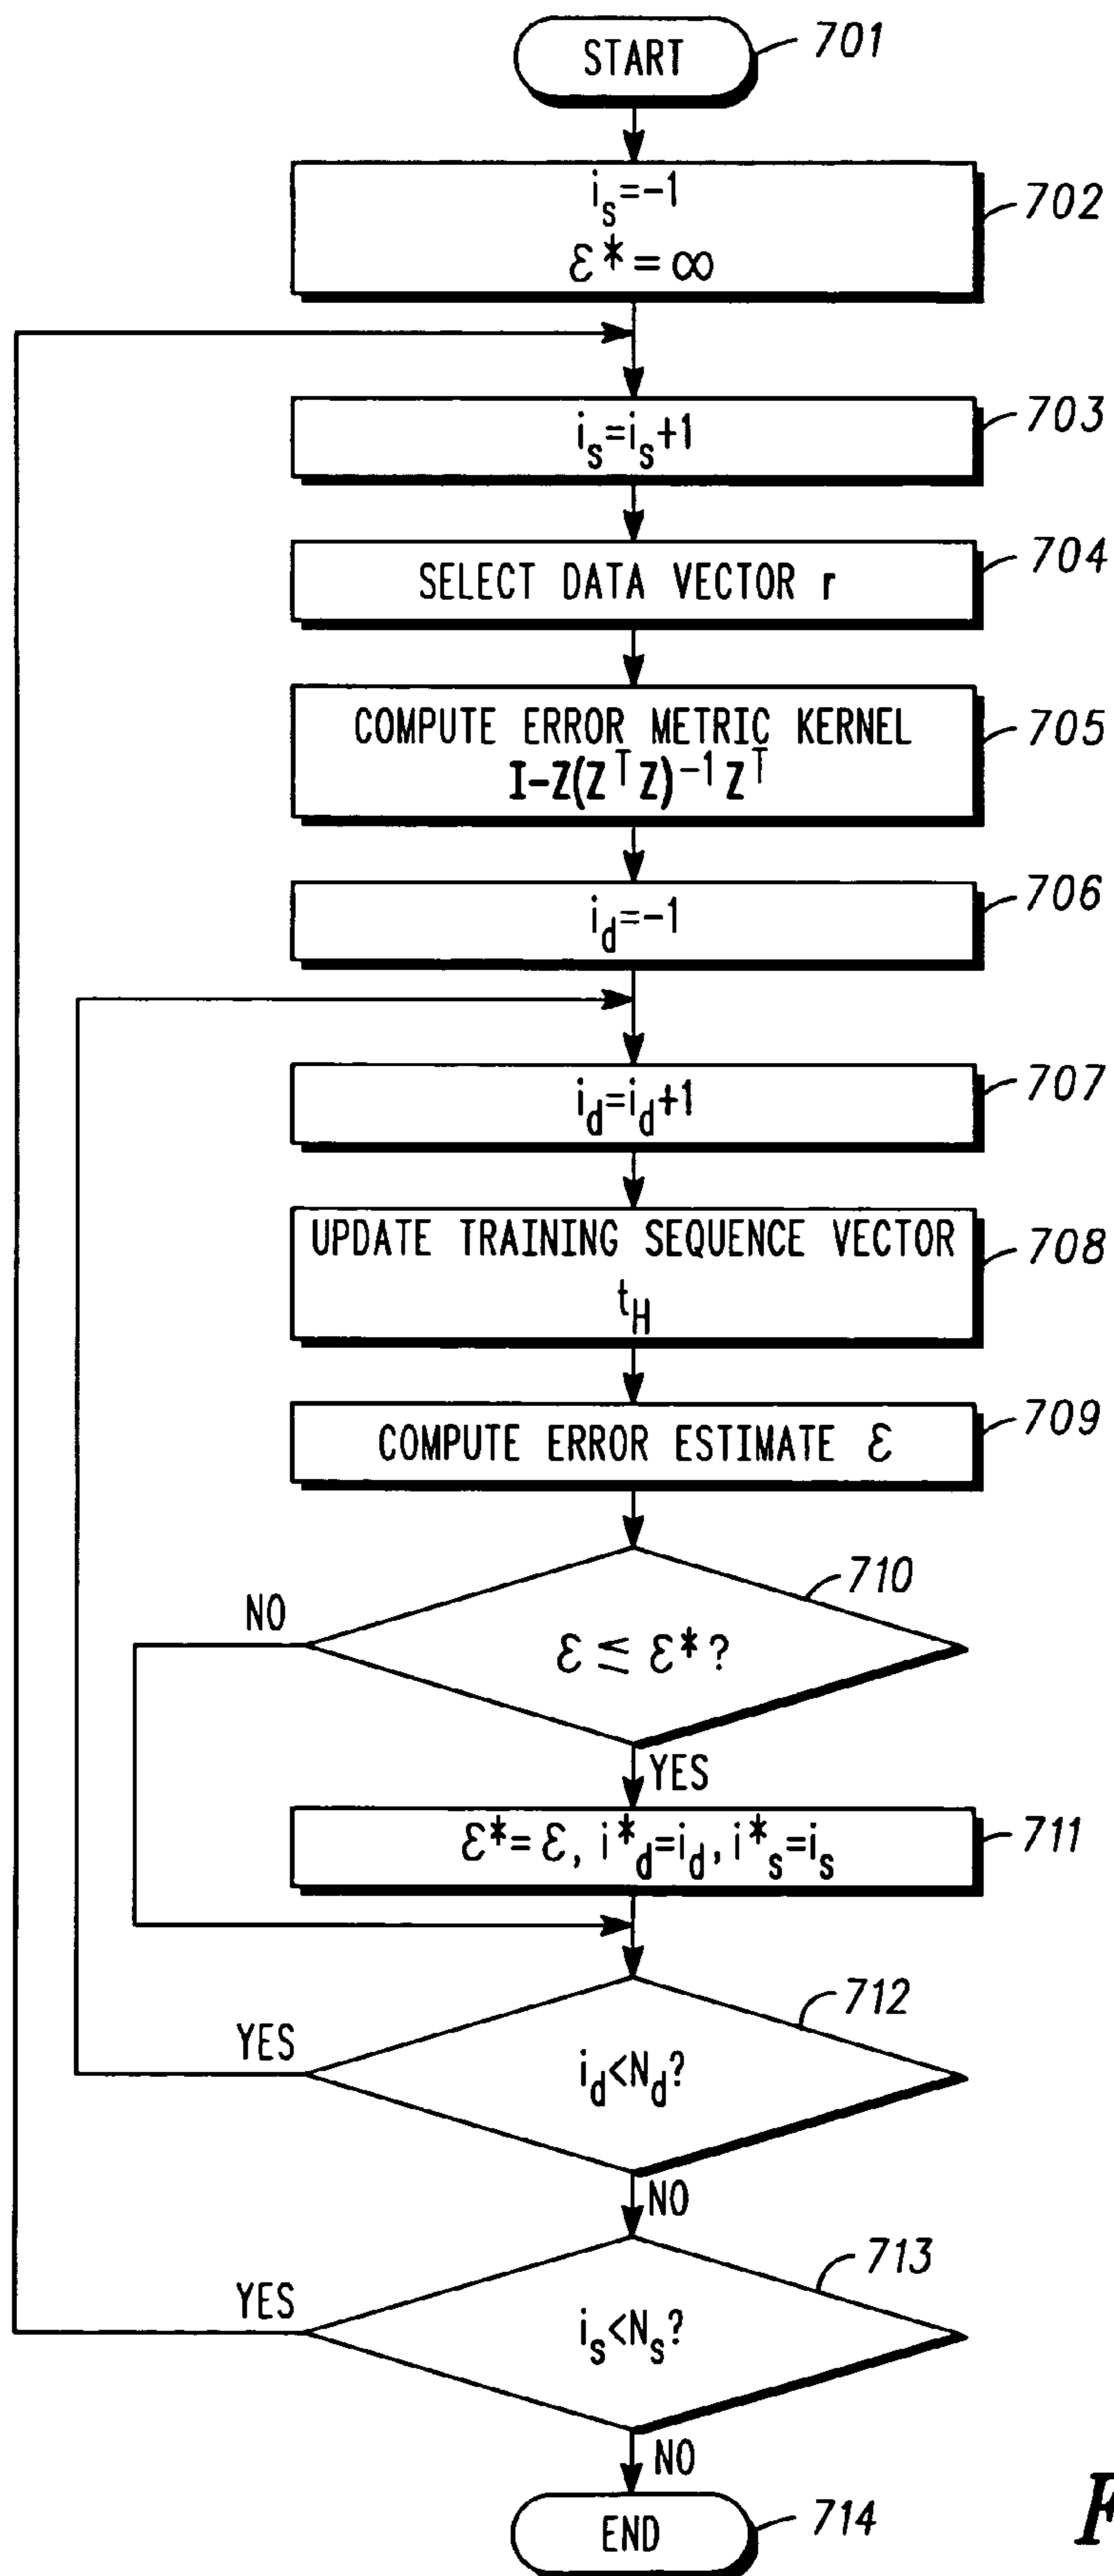 START
701
i_s=-1
ε*=∞
702
i_s=i_s+1
703
SELECT DATA VECTOR r
704
COMPUTE ERROR METRIC KERNEL
I-Z(Z^T Z)^-1 Z^T
705
i_d=-1
706
i_d=i_d+1
707
UPDATE TRAINING SEQUENCE VECTOR
t_H
708
COMPUTE ERROR ESTIMATE ε
709
710
NO
ε ≤ ε*?
YES
ε*=ε, i*_d=i_d, i*_s=i_s
711
712
YES
i_d<N_d?
NO
713
YES
i_s<N_s?
NO
END
714
F